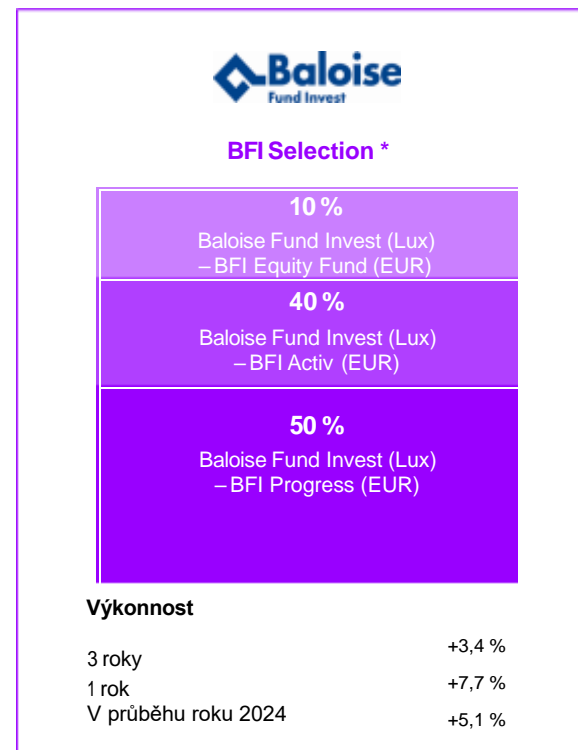 Baloise
Fund Invest
BFI Selection *
10 %
Baloise Fund Invest (Lux)
– BFI Equity Fund (EUR)
40 %
Baloise Fund Invest (Lux)
– BFI Activ (EUR)
50 %
Baloise Fund Invest (Lux)
– BFI Progress (EUR)
Výkonnost
3 roky +3,4 %
1 rok +7,7 %
V průběhu roku 2024 +5,1 %